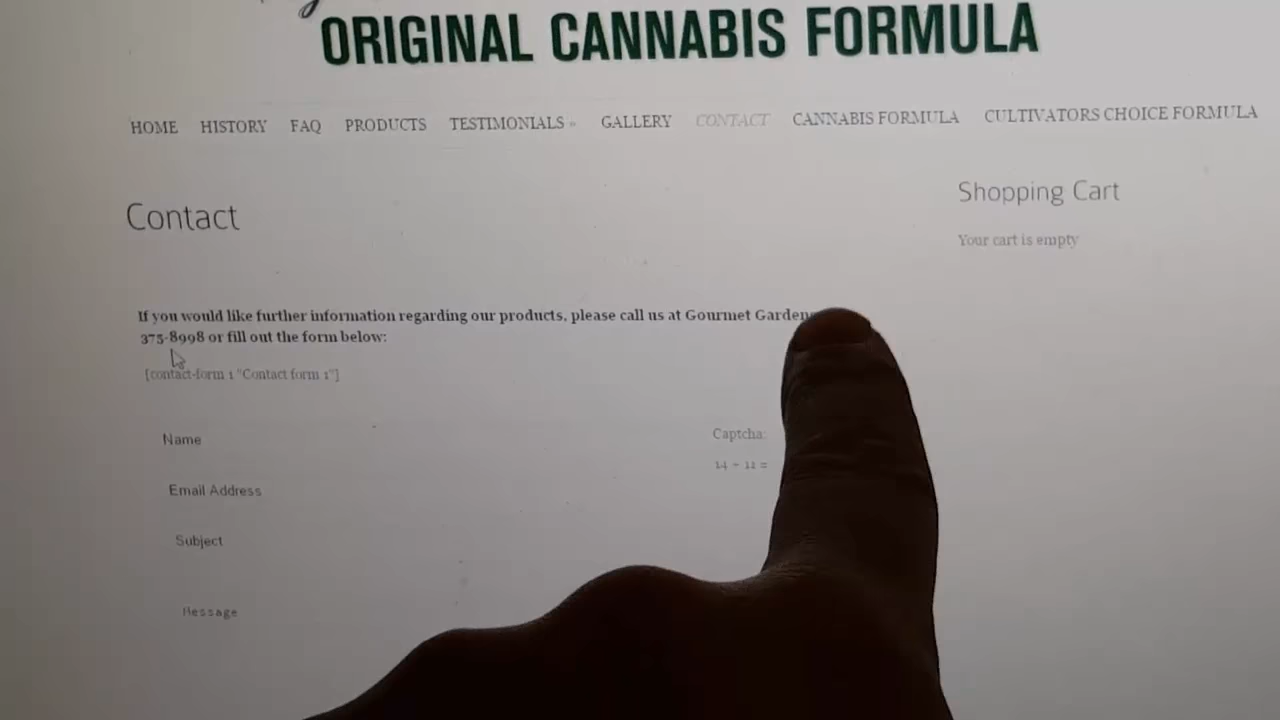 ORIGINAL CANNABIS FORMULA
HOME HISTORY FAQ PRODUCTS TESTIMONIALS » GALLERY CONTACT CANNABIS FORMULA CULTIVATORS CHOICE FORMULA
Contact
Shopping Cart
Your cart is empty
If you would like further information regarding our products, please call us at Gourmet
375-8998 or fill out the form below:
[contact-form 1 "Contact form 1"]
Name
Email Address
Subject
Message
Captcha:
14 + 12 =